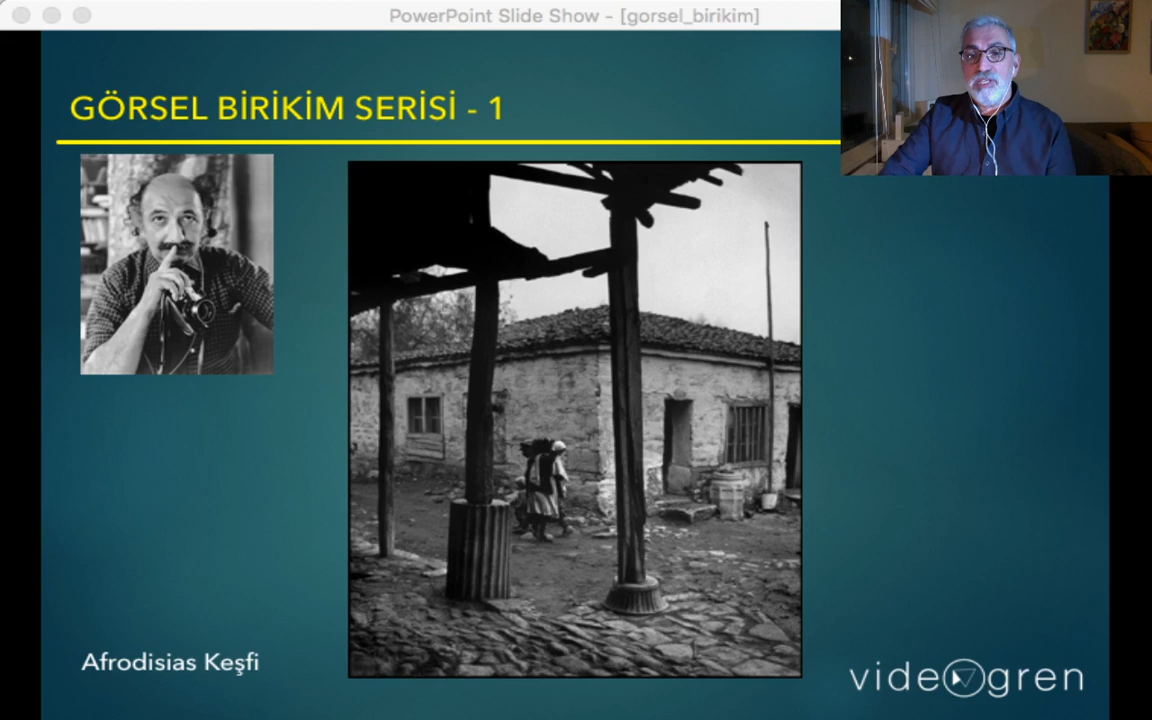 PowerPoint Slide Show - [gorsel_birikim]
GÖRSEL BİRİKİM SERİSİ - 1
Afrodisias Keşfi
videogren